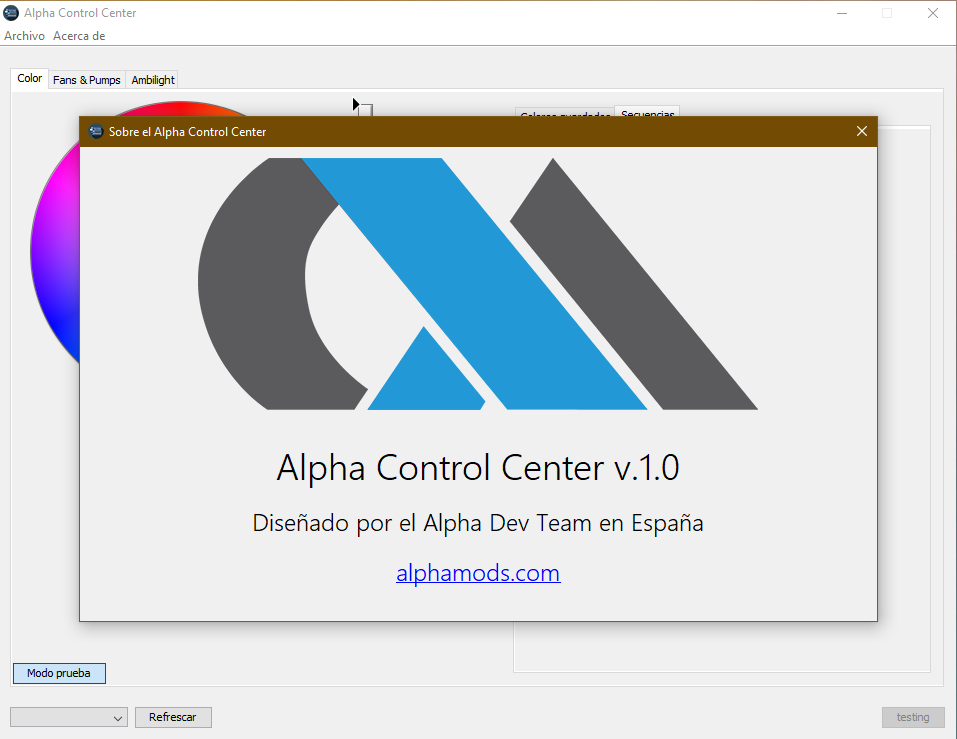 Alpha Control Center
Archivo Acerca de
Color Fans & Pumps Ambilight
Colores guardados Secuencias
Sobre el Alpha Control Center
Alpha Control Center v.1.0
Diseñado por el Alpha Dev Team en España
alphamods.com
Modo prueba
Refrescar
testing